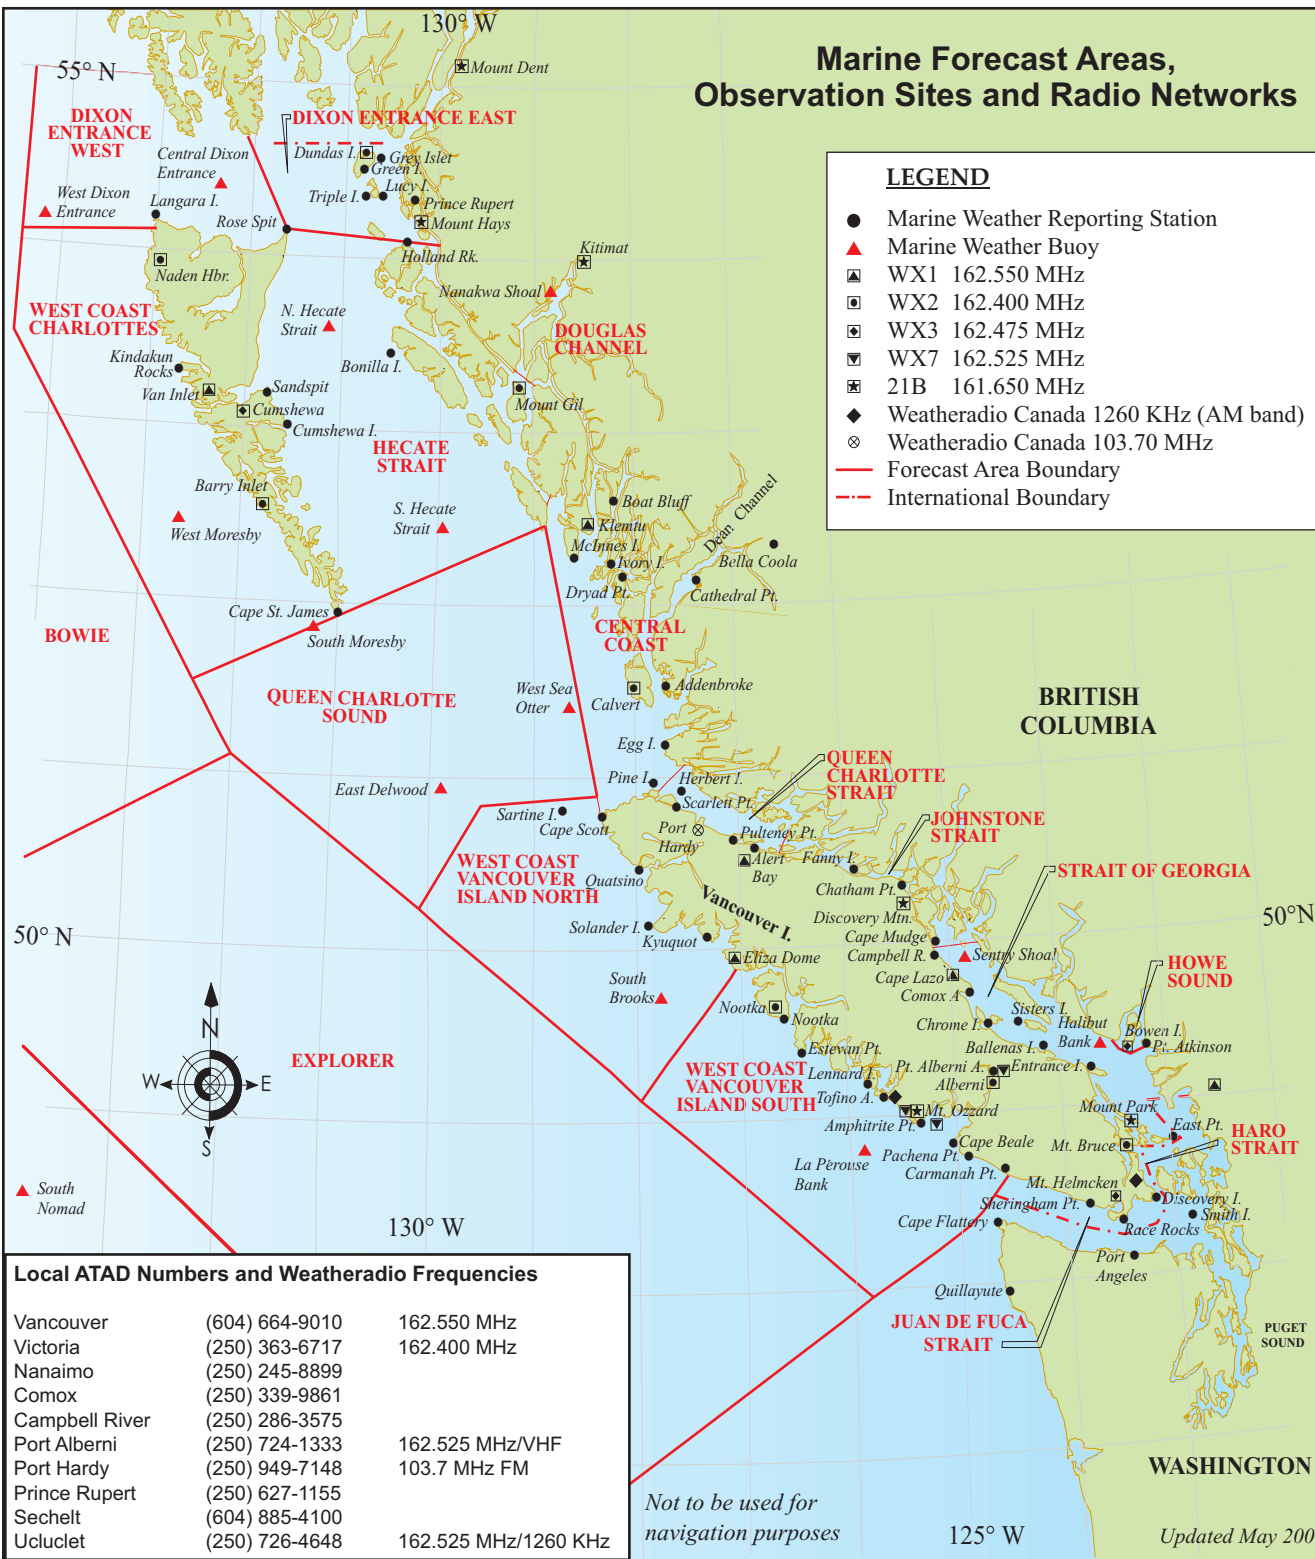 130° W
55° N
Marine Forecast Areas,
Observation Sites and Radio Networks
Mount Dent
DIXON
ENTRANCE
WEST
DIXON ENTRANCE EAST
Central Dixon
Entrance
Dundas I.
Grey Islet
Green I.
Lucy I.
Triple I.
Prince Rupert
Mount Hays
West Dixon
Entrance
Langara I.
Rose Spit
Holland Rk.
Kitimat
Naden Hbr.
Nanakwa Shoal
LEGEND
Marine Weather Reporting Station
Marine Weather Buoy
WX1 162.550 MHz
WX2 162.400 MHz
WX3 162.475 MHz
WX7 162.525 MHz
21B 161.650 MHz
Weatheradio Canada 1260 KHz (AM band)
Weatheradio Canada 103.70 MHz
Forecast Area Boundary
International Boundary
WEST COAST
CHARLOTTES
N. Hecate
Strait
DOUGLAS
CHANNEL
Kindakun
Rocks
Bonilla I.
Van Inlet
Sandspit
Cumshewa
Cumshewa I.
Mount Gil
HECATE
STRAIT
Barry Inlet
West Moresby
S. Hecate
Strait
Boat Bluff
Klemtu
Dean Channel
McInnes I.
Ivory I.
Bella Coola
Dryad Pt.
Cathedral Pt.
Cape St. James
South Moresby
BOWIE
CENTRAL
COAST
QUEEN CHARLOTTE
SOUND
West Sea
Otter
Calvert
Addenbroke
BRITISH
COLUMBIA
Egg I.
Pine I.
Herbert I.
Scarlett Pt.
QUEEN
CHARLOTTE
STRAIT
East Delwood
Sartine I.
Cape Scott
Port
Hardy
Pulteney Pt.
Alert
Bay
Fanny I.
JOHNSTONE
STRAIT
WEST COAST
VANCOUVER
ISLAND NORTH
Quatsino
Chatham Pt.
STRAIT OF GEORGIA
Vancouver I.
Discovery Mtn.
Solander I.
Kyuquot
Cape Mudge
Campbell R.
Sentry Shoal
50° N
50°N
Eliza Dome
Cape Lazo
Comox A
HOWE
SOUND
South
Brooks
Nootka
Nootka
Chrome I.
Sisters I.
Halibut
Bank
Bowen I.
Pt. Atkinson
Ballenas I.
Estevan Pt.
N
W
E
S
EXPLORER
WEST COAST
VANCOUVER
ISLAND SOUTH
Lennard I.
Pt. Alberni A.
Alberni
Entrance I.
Tofino A.
Mt. Ozzard
Amphitrite Pt.
Mount Park
East Pt.
Mt. Bruce
HARO
STRAIT
La Perouse
Bank
Cape Beale
Pachena Pt.
Carmanah Pt.
Mt. Helmcken
Sheringham Pt.
Discovery I.
Smith I.
Race Rocks
South
Nomad
130° W
Cape Flattery
Port
Angeles
Quillayute
JUAN DE FUCA
STRAIT
PUGET
SOUND
Local ATAD Numbers and Weatheradio Frequencies
Vancouver (604) 664-9010 162.550 MHz
Victoria (250) 363-6717 162.400 MHz
Nanaimo (250) 245-8899
Comox (250) 339-9861
Campbell River (250) 286-3575
Port Alberni (250) 724-1333 162.525 MHz/VHF
Port Hardy (250) 949-7148 103.7 MHz FM
Prince Rupert (250) 627-1155
Sechelt (604) 885-4100
Ucluclet (250) 726-4648 162.525 MHz/1260 KHz
WASHINGTON
Not to be used for
navigation purposes
125° W
Updated May 200